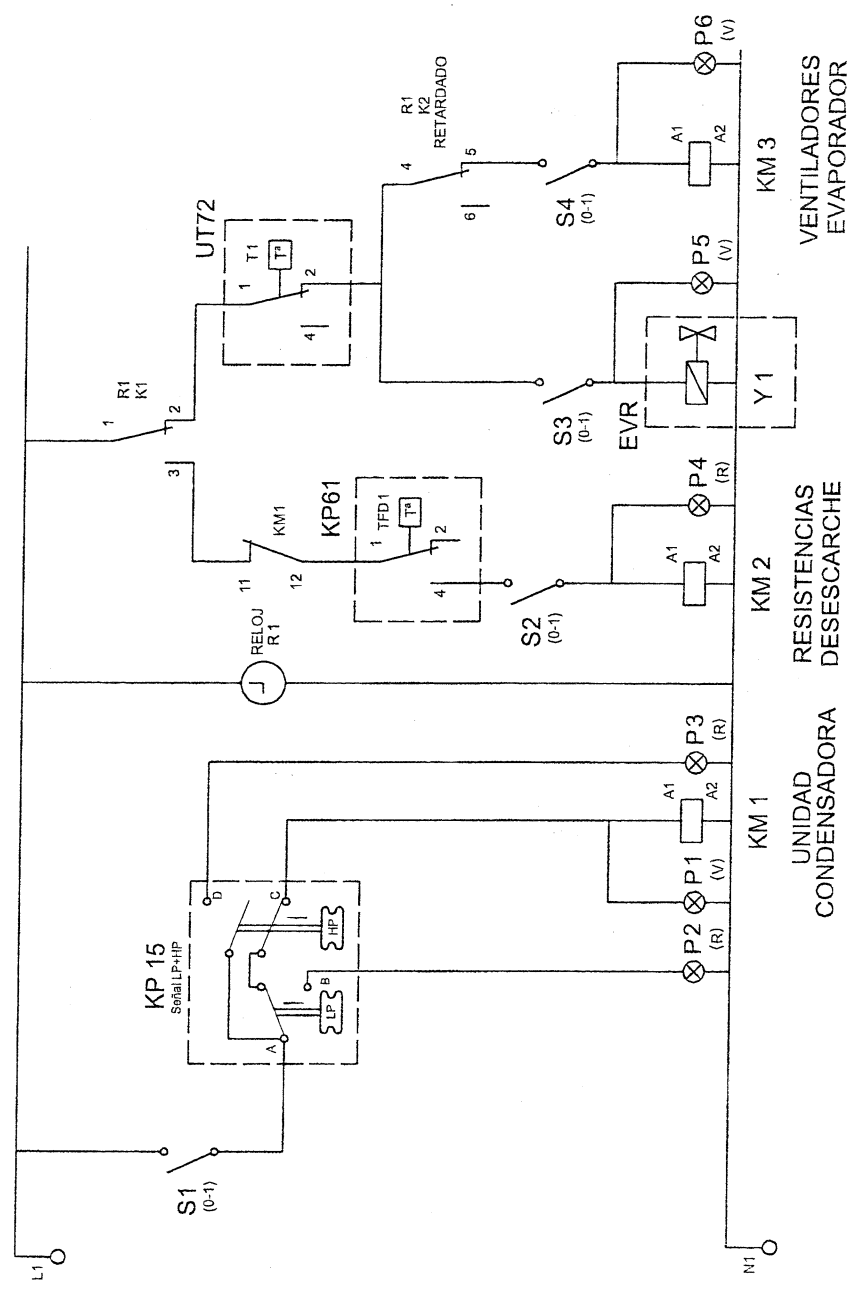 L1
S1
(0-1)
KP 15
Señal LP+HP
A
B
C
D
LP
HP
P2
(R)
P1
(V)
KM 1
A1
A2
P3
(R)
UNIDAD
CONDENSADORA
RELOJ
R 1
R1
K1
1
2
3
11
12
KM1
KP61
TFD1
Tª
1
2
4
S2
(0-1)
KM 2
A1
A2
P4
(R)
RESISTENCIAS
DESESCARCHE
UT72
T1
Tª
1
2
4
S3
(0-1)
EVR
Y 1
P5
(V)
R1
K2
RETARDADO
4
5
6
S4
(0-1)
KM 3
A1
A2
P6
(V)
VENTILADORES
EVAPORADOR
N1